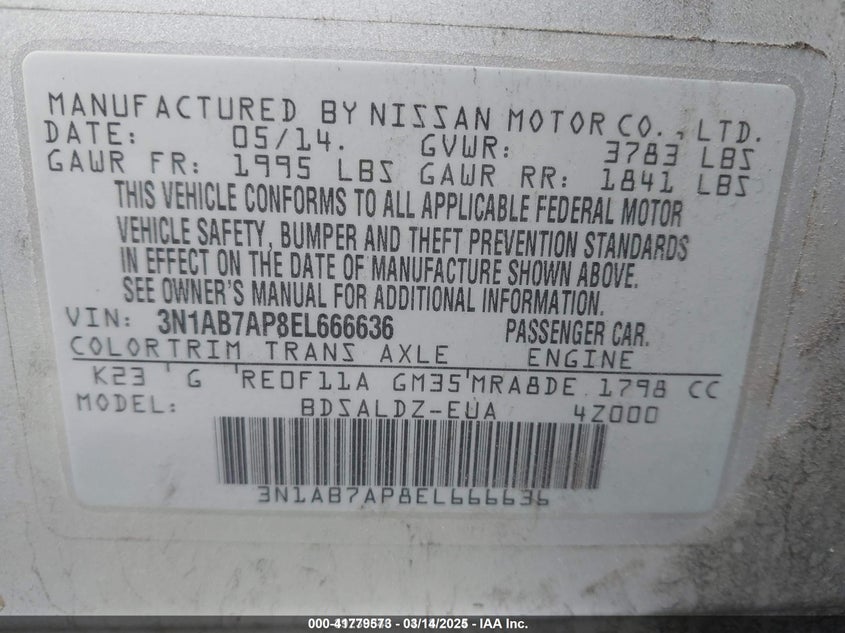 MANUFACTURED BY NISSAN MOTOR CO., LTD.
DATE: 05/14. GVWR: 3783 LBS
GAWR FR: 1995 LBS GAWR RR: 1841 LBS
THIS VEHICLE CONFORMS TO ALL APPLICABLE FEDERAL MOTOR
VEHICLE SAFETY, BUMPER AND THEFT PREVENTION STANDARDS
IN EFFECT ON THE DATE OF MANUFACTURE SHOWN ABOVE.
SEE OWNER'S MANUAL FOR ADDITIONAL INFORMATION.
VIN: 3N1AB7AP8EL666636 PASSENGER CAR.
COLORTRIM TRANS AXLE ENGINE
K23 'G 'RE0F11A GM35'MRA8DE 1798 CC
MODEL: BDSALDZ-EUA 4Z000
3N1AB7AP8EL666636
000-41779573 - 03/14/2025 - IAA Inc.